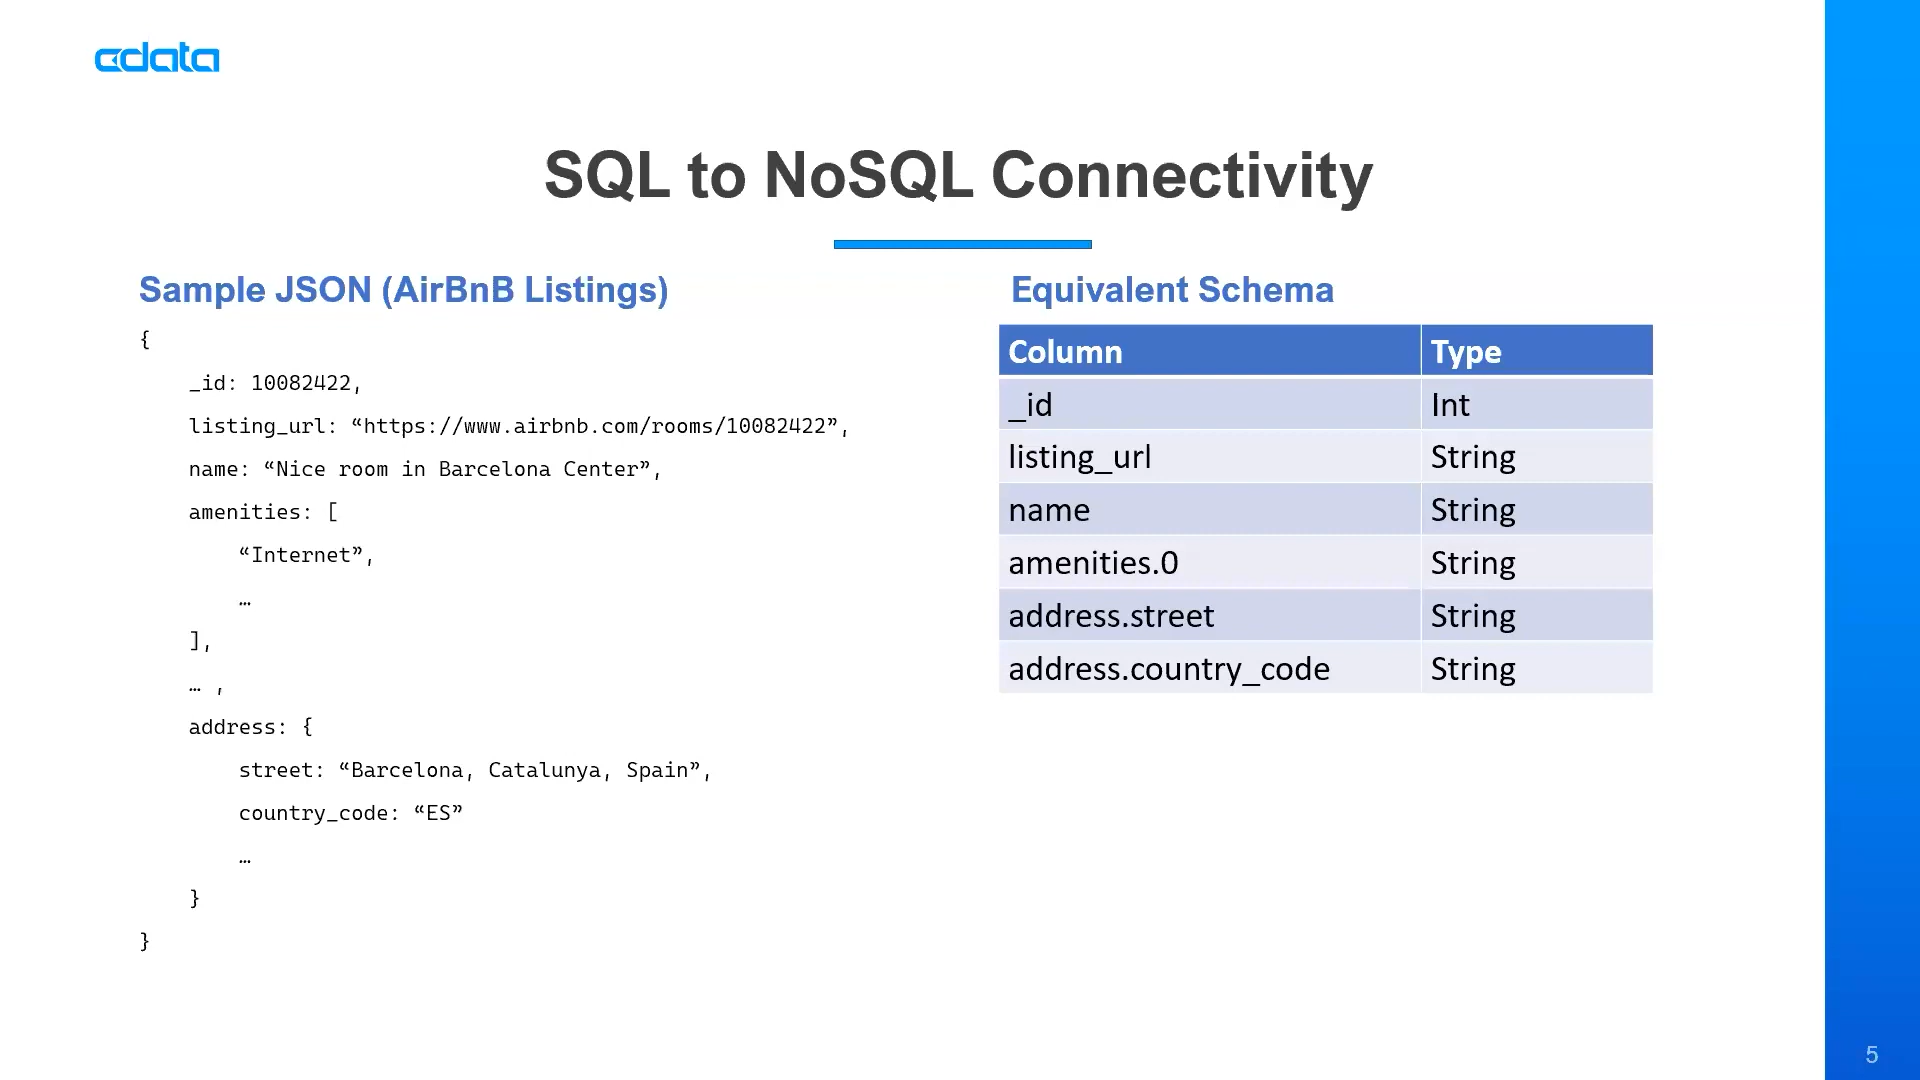 cdata
SQL to NoSQL Connectivity
Sample JSON (AirBnB Listings)
{
_id: 10082422,
listing_url: “https://www.airbnb.com/rooms/10082422”,
name: “Nice room in Barcelona Center”,
amenities: [
“Internet”,
…
],
… ,
address: {
street: “Barcelona, Catalunya, Spain”,
country_code: “ES”
…
}
}
Equivalent Schema
Column Type
_id Int
listing_url String
name String
amenities.0 String
address.street String
address.country_code String
5